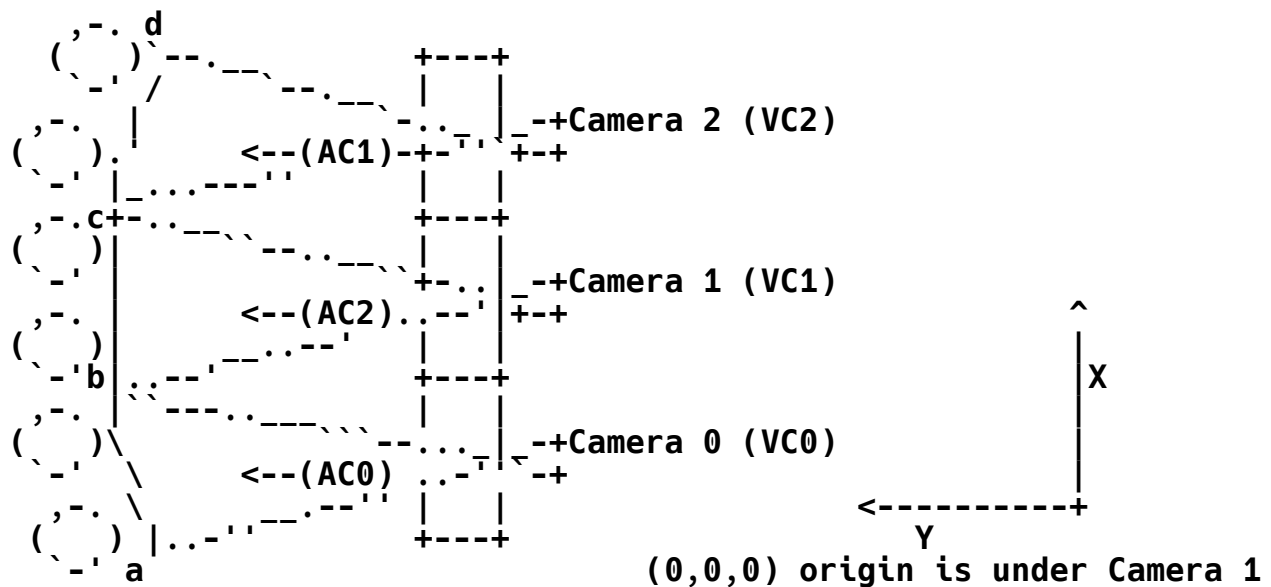 d
Camera 2 (VC2)
<--(AC1)
c
Camera 1 (VC1)
<--(AC2)
b
X
Camera 0 (VC0)
<--(AC0)
Y
a
(0,0,0) origin is under Camera 1